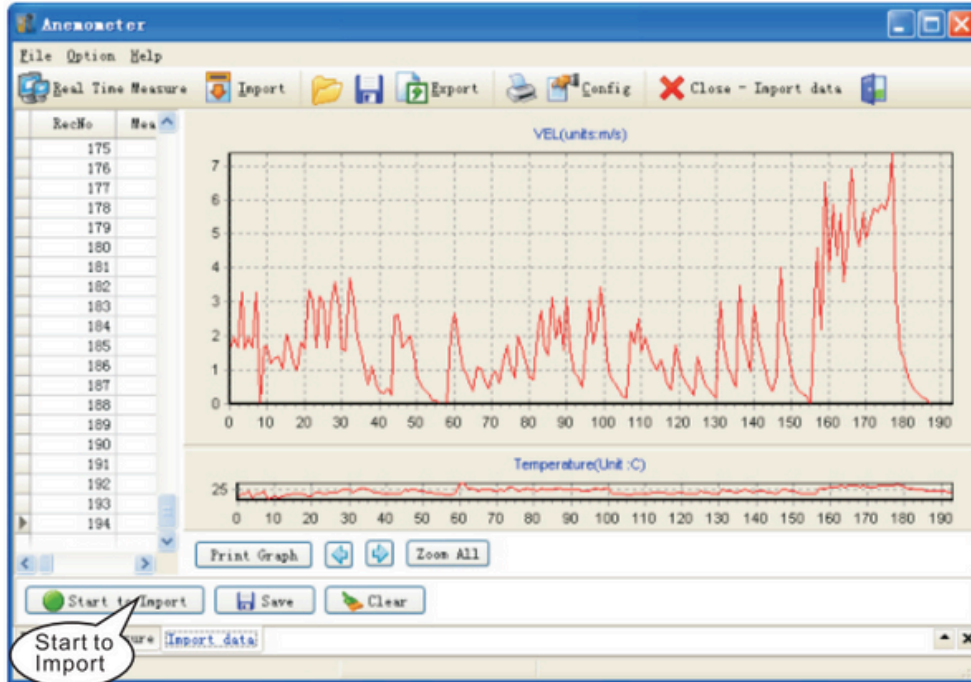 Anemometer
File Option Help
Real Time Measure Import Export Config Close - Import data
RecNo Mea
175
176
177
178
179
180
181
182
183
184
185
186
187
188
189
190
191
192
193
194
VEL(units:m/s)
7
6
5
4
3
2
1
0
0 10 20 30 40 50 60 70 80 90 100 110 120 130 140 150 160 170 180 190
Temperature(Unit :C)
25
0 10 20 30 40 50 60 70 80 90 100 110 120 130 140 150 160 170 180 190
Print Graph Zoom All
Start to Import Save Clear
Start to
Import
sure Import data